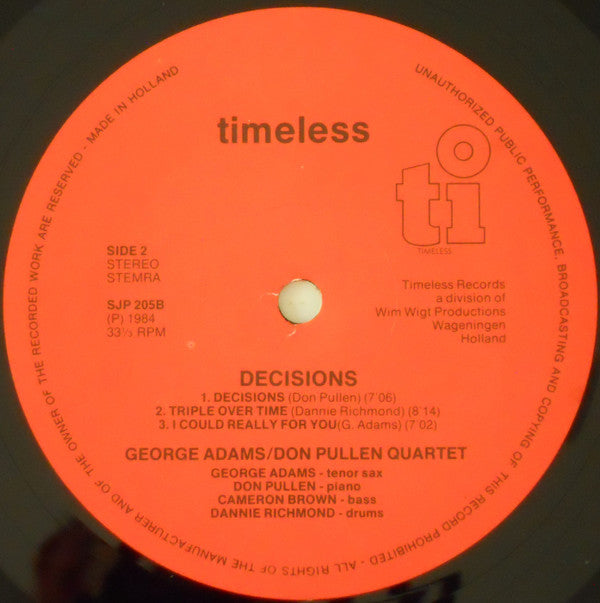 timeless
ti
TIMELESS
SIDE 2
STEREO
STEMRA
SJP 205B
(P) 1984
33⅓ RPM
Timeless Records
a division of
Wim Wigt Productions
Wageningen
Holland
DECISIONS
1. DECISIONS (Don Pullen) (7'06)
2. TRIPLE OVER TIME (Dannie Richmond) (8'14)
3. I COULD REALLY FOR YOU(G. Adams) (7'02)
GEORGE ADAMS/DON PULLEN QUARTET
GEORGE ADAMS - tenor sax
DON PULLEN - piano
CAMERON BROWN - bass
DANNIE RICHMOND - drums
UNAUTHORIZED PUBLIC PERFORMANCE, BROADCASTING AND COPYING OF THIS RECORD PROHIBITED - ALL RIGHTS OF THE MANUFACTURER AND OF THE OWNER OF THE RECORDED WORK ARE RESERVED - MADE IN HOLLAND